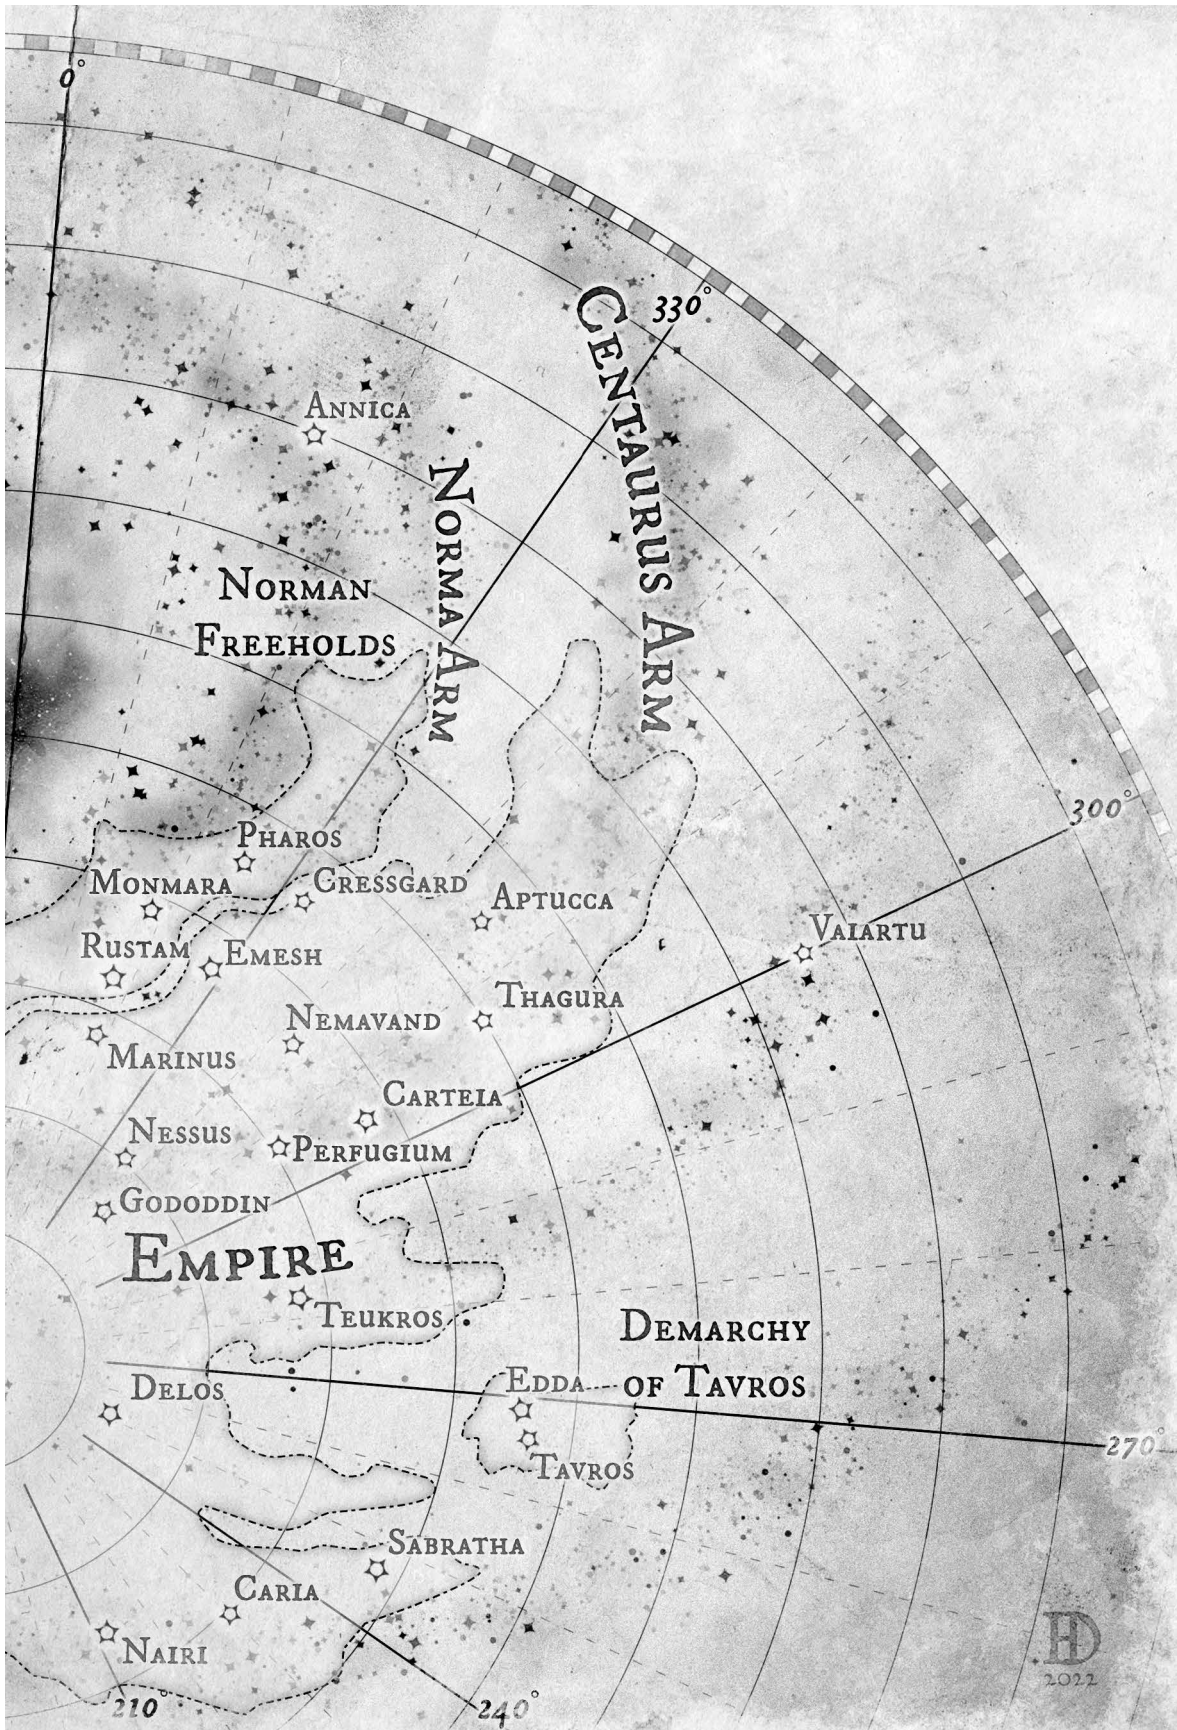 0°
330°
CENTAURUS ARM
ANNICA
NORMA ARM
NORMAN
FREEHOLDS
300°
PHAROS
MONMARA
CRESSGARD
APTUCCA
VAIARTU
RUSTAM
EMESH
THAGURA
NEMAVAND
MARINUS
CARTEIA
NESSUS
PERFUGIUM
GODODDIN
EMPIRE
TEUKROS
DEMARCHY
OF TAVROS
DELOS
EDDA
270°
TAVROS
SABRATHA
CARIA
NAIRI
210°
240°
HD
2022